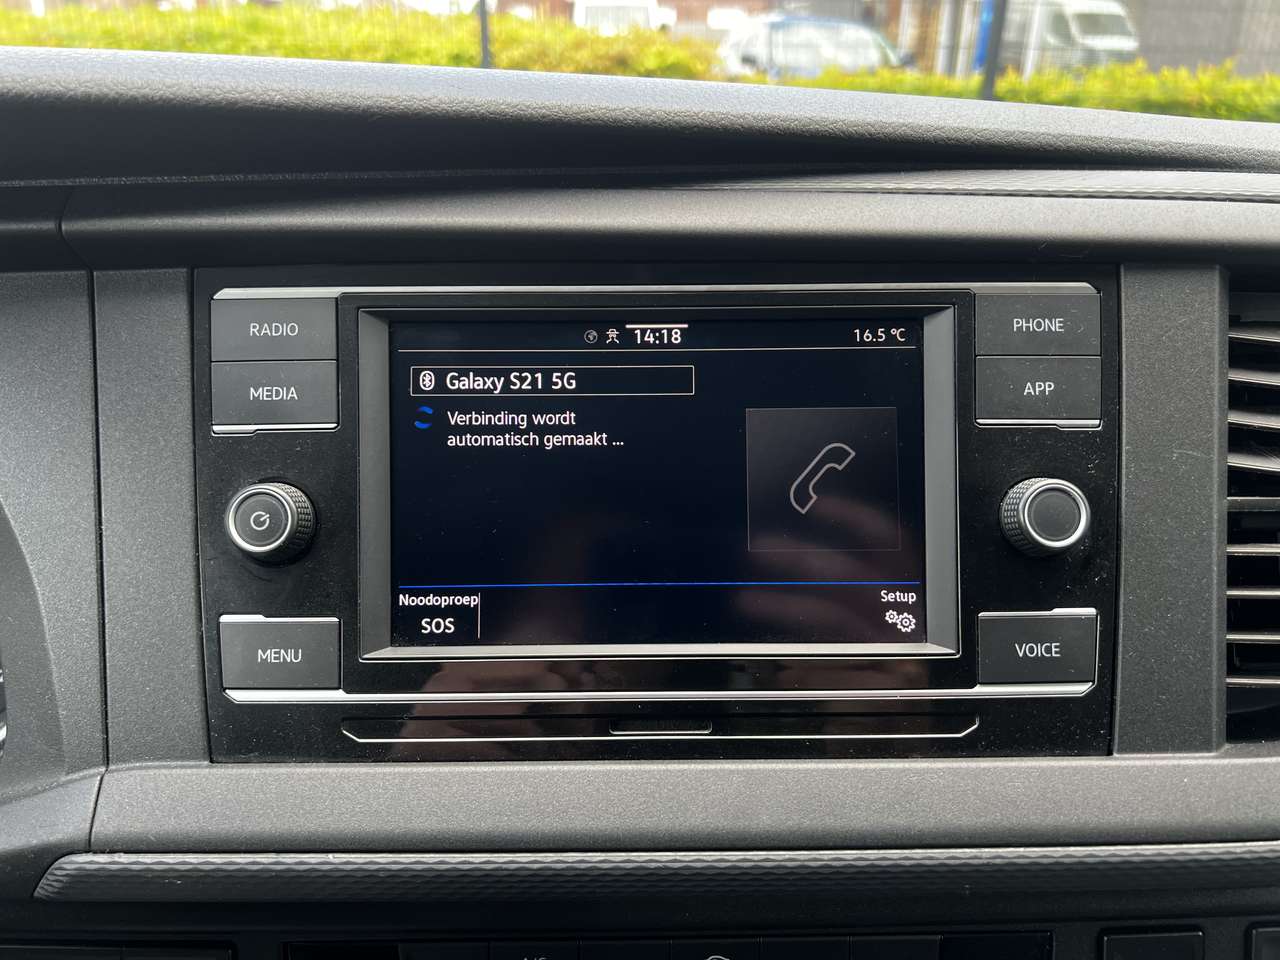 RADIO
MEDIA
MENU
14:18
16.5 °C
Galaxy S21 5G
Verbinding wordt
automatisch gemaakt ...
Noodoproep
SOS
Setup
PHONE
APP
VOICE